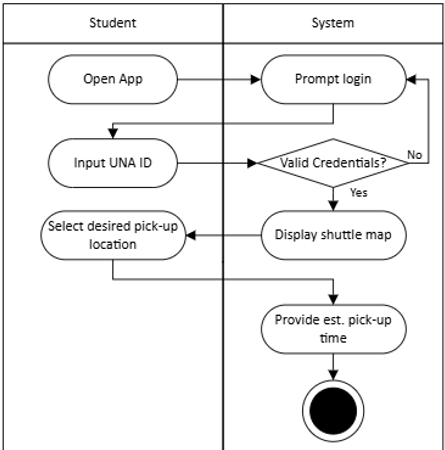 Student
System
Open App
Prompt login
Input UNA ID
Valid Credentials?
No
Yes
Select desired pick-up
location
Display shuttle map
Provide est. pick-up
time